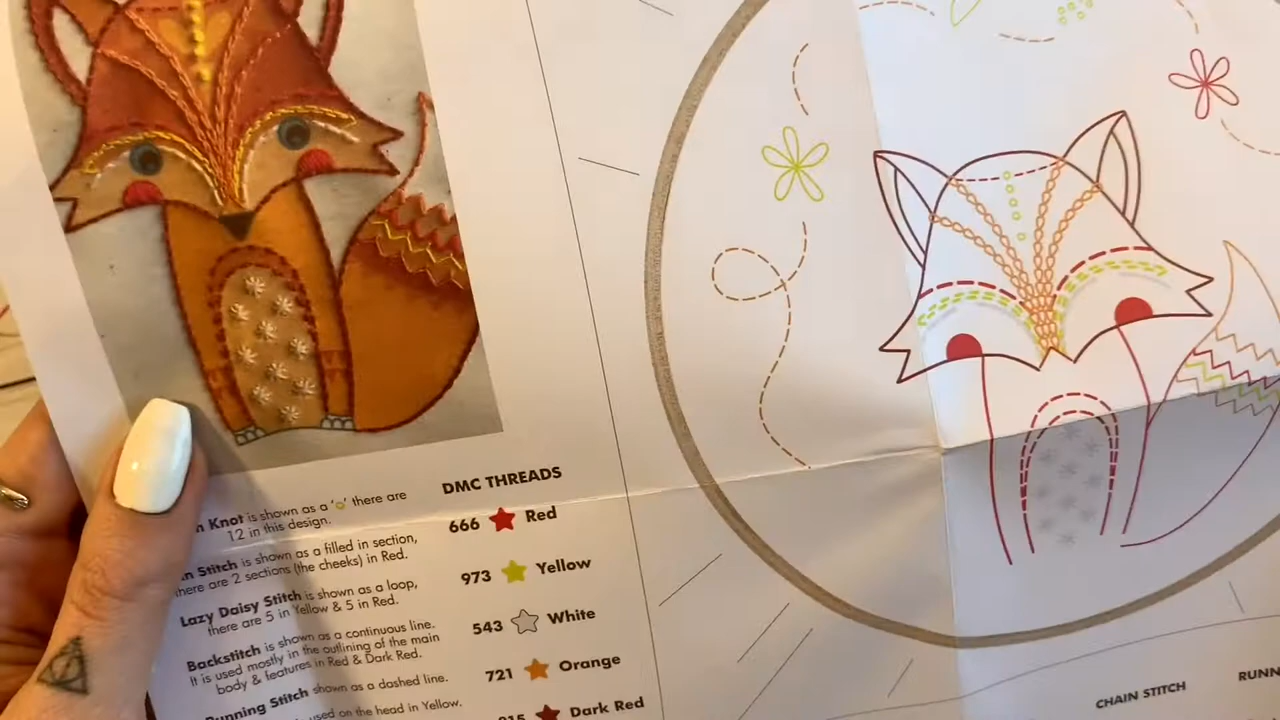 Knot is shown as a 'o' there are
12 in this design.
Stitch is shown as a filled in section,
there are 2 sections (the cheeks) in Red.
Lazy Daisy Stitch is shown as a loop,
there are 5 in Yellow & 5 in Red.
Backstitch is shown as a continuous line.
It is used mostly in the outlining of the main
body & features in Red & Dark Red.
Running Stitch shown as a dashed line.
used on the head in Yellow.
DMC THREADS
666 Red
973 Yellow
543 White
721 Orange
815 Dark Red
CHAIN STITCH